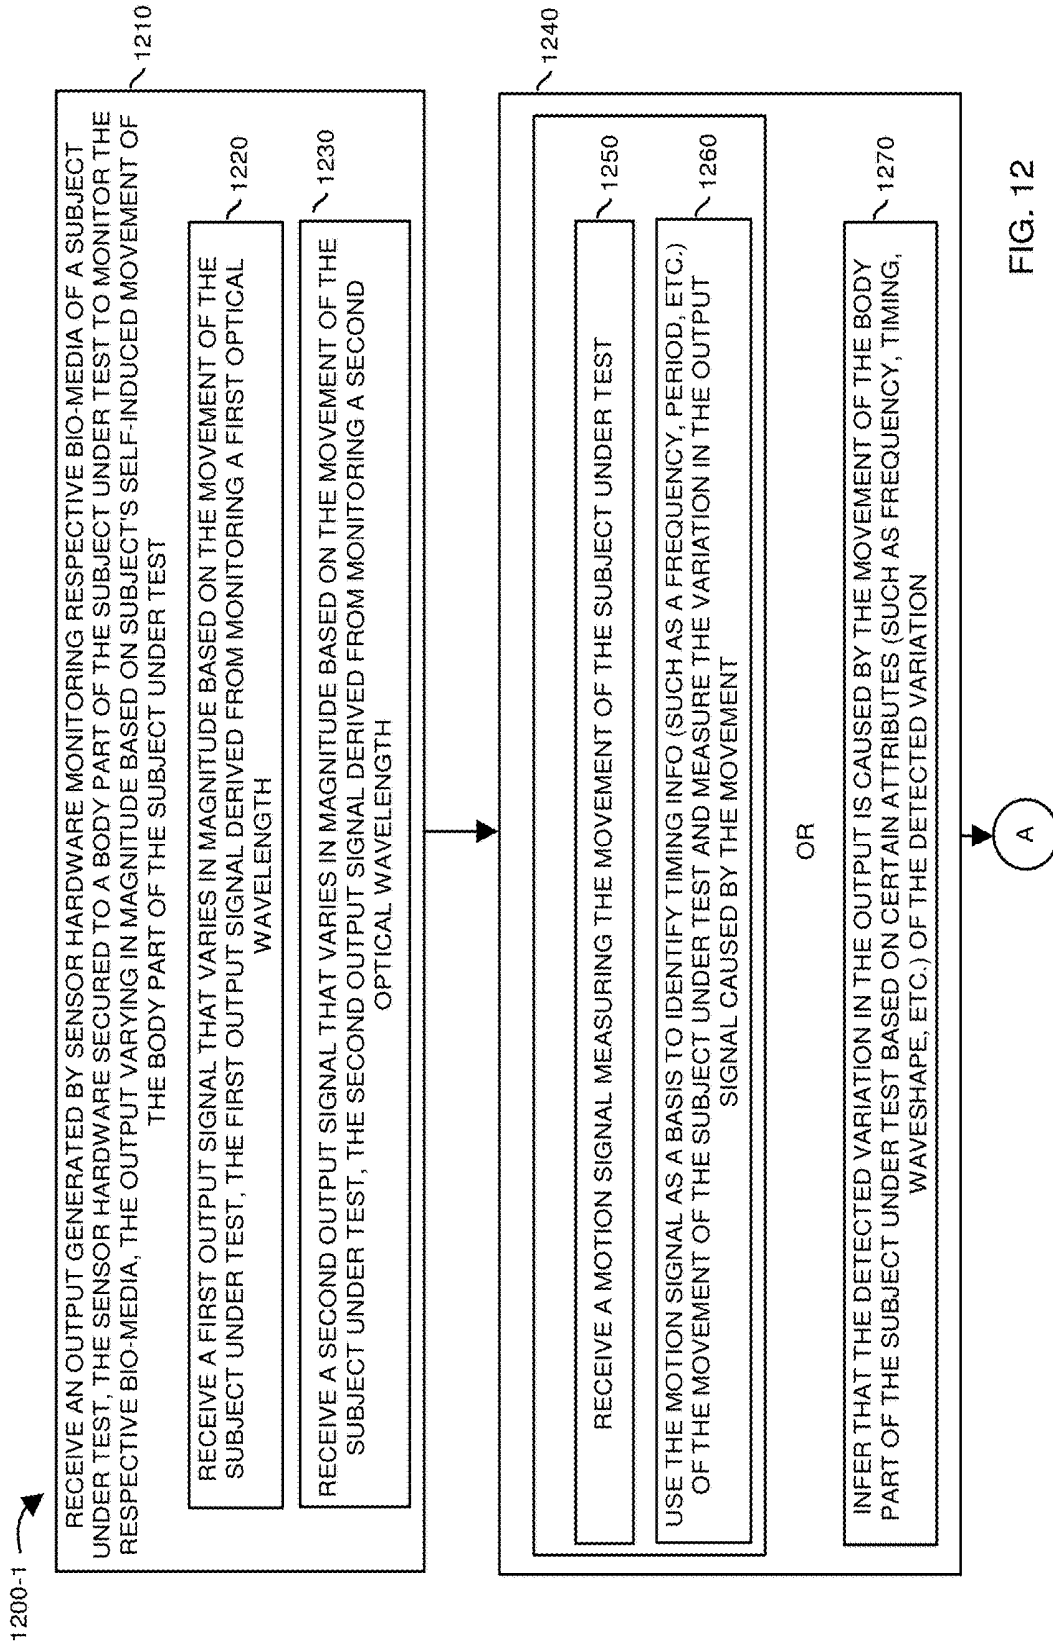 1200-1
RECEIVE AN OUTPUT GENERATED BY SENSOR HARDWARE MONITORING RESPECTIVE BIO-MEDIA OF A SUBJECT
UNDER TEST, THE SENSOR HARDWARE SECURED TO A BODY PART OF THE SUBJECT UNDER TEST TO MONITOR THE
RESPECTIVE BIO-MEDIA, THE OUTPUT VARYING IN MAGNITUDE BASED ON SUBJECT'S SELF-INDUCED MOVEMENT OF
THE BODY PART OF THE SUBJECT UNDER TEST
1210
RECEIVE A FIRST OUTPUT SIGNAL THAT VARIES IN MAGNITUDE BASED ON THE MOVEMENT OF THE
SUBJECT UNDER TEST, THE FIRST OUTPUT SIGNAL DERIVED FROM MONITORING A FIRST OPTICAL
WAVELENGTH
1220
RECEIVE A SECOND OUTPUT SIGNAL THAT VARIES IN MAGNITUDE BASED ON THE MOVEMENT OF THE
SUBJECT UNDER TEST, THE SECOND OUTPUT SIGNAL DERIVED FROM MONITORING A SECOND
OPTICAL WAVELENGTH
1230
1240
RECEIVE A MOTION SIGNAL MEASURING THE MOVEMENT OF THE SUBJECT UNDER TEST
1250
USE THE MOTION SIGNAL AS A BASIS TO IDENTIFY TIMING INFO (SUCH AS A FREQUENCY, PERIOD, ETC.)
OF THE MOVEMENT OF THE SUBJECT UNDER TEST AND MEASURE THE VARIATION IN THE OUTPUT
SIGNAL CAUSED BY THE MOVEMENT
1260
OR
INFER THAT THE DETECTED VARIATION IN THE OUTPUT IS CAUSED BY THE MOVEMENT OF THE BODY
PART OF THE SUBJECT UNDER TEST BASED ON CERTAIN ATTRIBUTES (SUCH AS FREQUENCY, TIMING,
WAVESHAPE, ETC.) OF THE DETECTED VARIATION
1270
A
FIG. 12